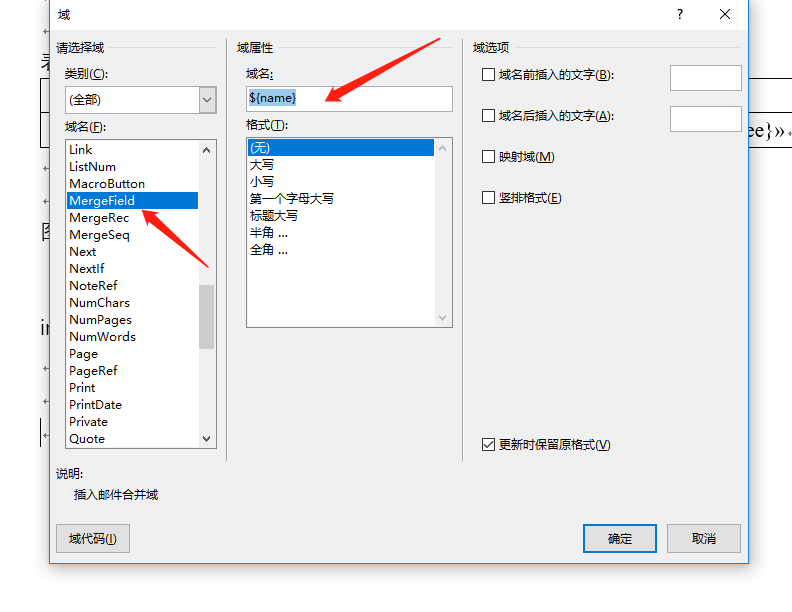 域
?
请选择域
类别(C):
(全部)
域名(F):
Link
ListNum
MacroButton
MergeField
MergeRec
MergeSeq
Next
NextIf
NoteRef
NumChars
NumPages
NumWords
Page
PageRef
Print
PrintDate
Private
Quote
域属性
域名:
${name}
格式(T):
(无)
大写
小写
第一个字母大写
标题大写
半角 ...
全角 ...
域选项
域名前插入的文字(B):
域名后插入的文字(A):
映射域(M)
竖排格式(E)
更新时保留原格式(V)
ee}»
说明:
插入邮件合并域
域代码(I)
确定
取消